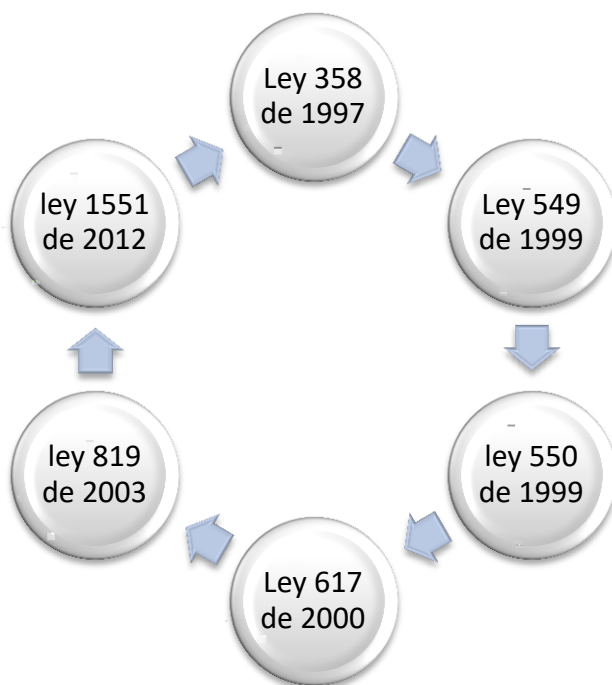 Ley 358
de 1997
Ley 549
de 1999
ley 550
de 1999
Ley 617
de 2000
ley 819
de 2003
ley 1551
de 2012